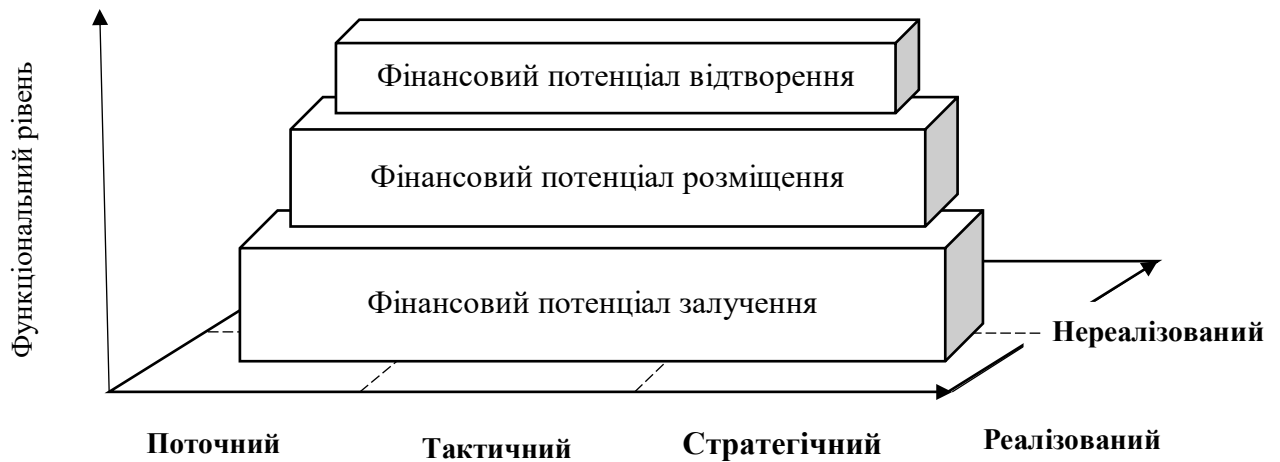 Функціональний рівень
Фінансовий потенціал відтворення
Фінансовий потенціал розміщення
Фінансовий потенціал залучення
Нереалізований
Поточний
Тактичний
Стратегічний
Реалізований